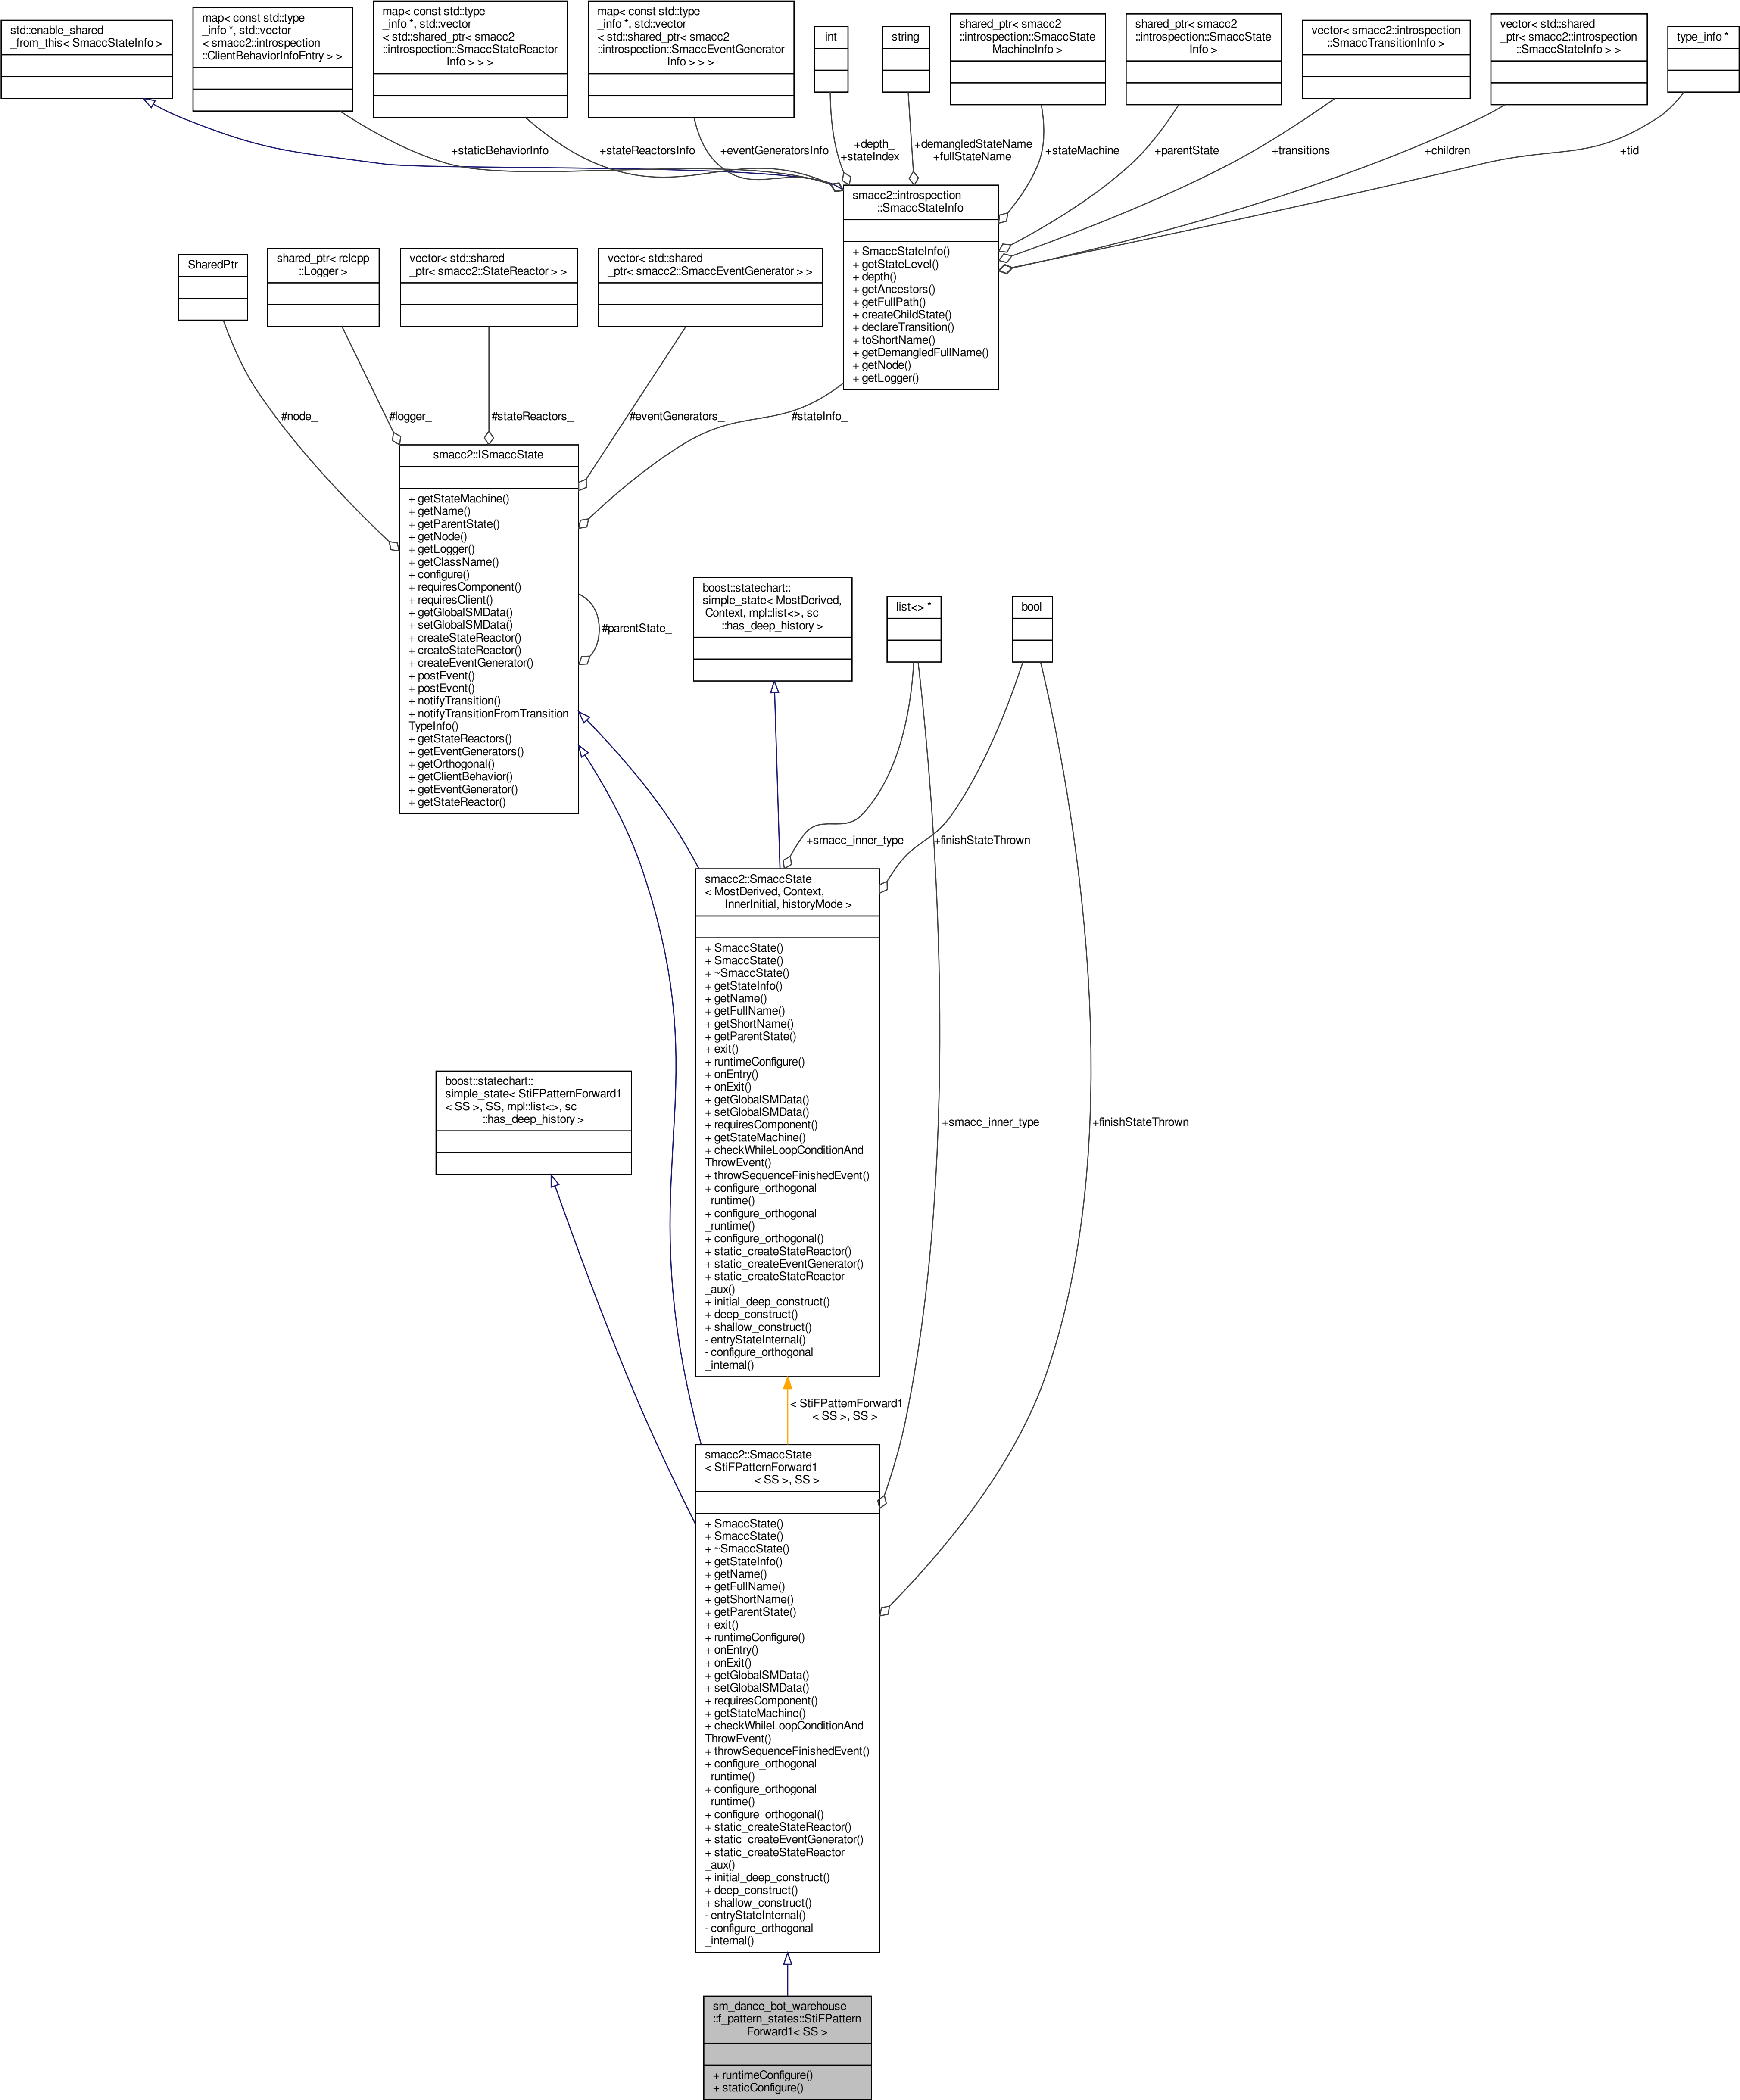 std::enable_shared
_from_this< SmaccStateInfo >
map< const std::type
_info *, std::vector
< smacc2::introspection
::ClientBehaviorInfoEntry > >
map< const std::type
_info *, std::vector
< std::shared_ptr< smacc2
::introspection::SmaccStateReactor
Info > > >
map< const std::type
_info *, std::vector
< std::shared_ptr< smacc2
::introspection::SmaccEventGenerator
Info > > >
int
string
shared_ptr< smacc2
::introspection::SmaccState
MachineInfo >
shared_ptr< smacc2
::introspection::SmaccState
Info >
vector< smacc2::introspection
::SmaccTransitionInfo >
vector< std::shared
_ptr< smacc2::introspection
::SmaccStateInfo > >
type_info *
+staticBehaviorInfo
+stateReactorsInfo
+eventGeneratorsInfo
+depth_
+stateIndex_
+demangledStateName
+fullStateName
+stateMachine_
+parentState_
+transitions_
+children_
+tid_
smacc2::introspection
::SmaccStateInfo
+ SmaccStateInfo()
+ getStateLevel()
+ depth()
+ getAncestors()
+ getFullPath()
+ createChildState()
+ declareTransition()
+ toShortName()
+ getDemangledFullName()
+ getNode()
+ getLogger()
SharedPtr
shared_ptr< rclcpp
::Logger >
vector< std::shared
_ptr< smacc2::StateReactor > >
vector< std::shared
_ptr< smacc2::SmaccEventGenerator > >
#node_
#logger_
#stateReactors_
#eventGenerators_
#stateInfo_
smacc2::ISmaccState
+ getStateMachine()
+ getName()
+ getParentState()
+ getNode()
+ getLogger()
+ getClassName()
+ configure()
+ requiresComponent()
+ requiresClient()
+ getGlobalSMData()
+ setGlobalSMData()
+ createStateReactor()
+ createStateReactor()
+ createEventGenerator()
+ postEvent()
+ postEvent()
+ notifyTransition()
+ notifyTransitionFromTransition
TypeInfo()
+ getStateReactors()
+ getEventGenerators()
+ getOrthogonal()
+ getClientBehavior()
+ getEventGenerator()
+ getStateReactor()
#parentState_
boost::statechart::
simple_state< MostDerived,
Context, mpl::list<>, sc
::has_deep_history >
list<> *
bool
+smacc_inner_type
+finishStateThrown
smacc2::SmaccState
< MostDerived, Context,
InnerInitial, historyMode >
+ SmaccState()
+ SmaccState()
+ ~SmaccState()
+ getStateInfo()
+ getName()
+ getFullName()
+ getShortName()
+ getParentState()
+ exit()
+ runtimeConfigure()
+ onEntry()
+ onExit()
+ getGlobalSMData()
+ setGlobalSMData()
+ requiresComponent()
+ getStateMachine()
+ checkWhileLoopConditionAnd
ThrowEvent()
+ throwSequenceFinishedEvent()
+ configure_orthogonal
_runtime()
+ configure_orthogonal
_runtime()
+ configure_orthogonal()
+ static_createStateReactor()
+ static_createEventGenerator()
+ static_createStateReactor
_aux()
+ initial_deep_construct()
+ deep_construct()
+ shallow_construct()
- entryStateInternal()
- configure_orthogonal
_internal()
boost::statechart::
simple_state< StiFPatternForward1
< SS >, SS, mpl::list<>, sc
::has_deep_history >
+smacc_inner_type
+finishStateThrown
< StiFPatternForward1
< SS >, SS >
smacc2::SmaccState
< StiFPatternForward1
< SS >, SS >
+ SmaccState()
+ SmaccState()
+ ~SmaccState()
+ getStateInfo()
+ getName()
+ getFullName()
+ getShortName()
+ getParentState()
+ exit()
+ runtimeConfigure()
+ onEntry()
+ onExit()
+ getGlobalSMData()
+ setGlobalSMData()
+ requiresComponent()
+ getStateMachine()
+ checkWhileLoopConditionAnd
ThrowEvent()
+ throwSequenceFinishedEvent()
+ configure_orthogonal
_runtime()
+ configure_orthogonal
_runtime()
+ configure_orthogonal()
+ static_createStateReactor()
+ static_createEventGenerator()
+ static_createStateReactor
_aux()
+ initial_deep_construct()
+ deep_construct()
+ shallow_construct()
- entryStateInternal()
- configure_orthogonal
_internal()
sm_dance_bot_warehouse
::f_pattern_states::StiFPattern
Forward1< SS >
+ runtimeConfigure()
+ staticConfigure()